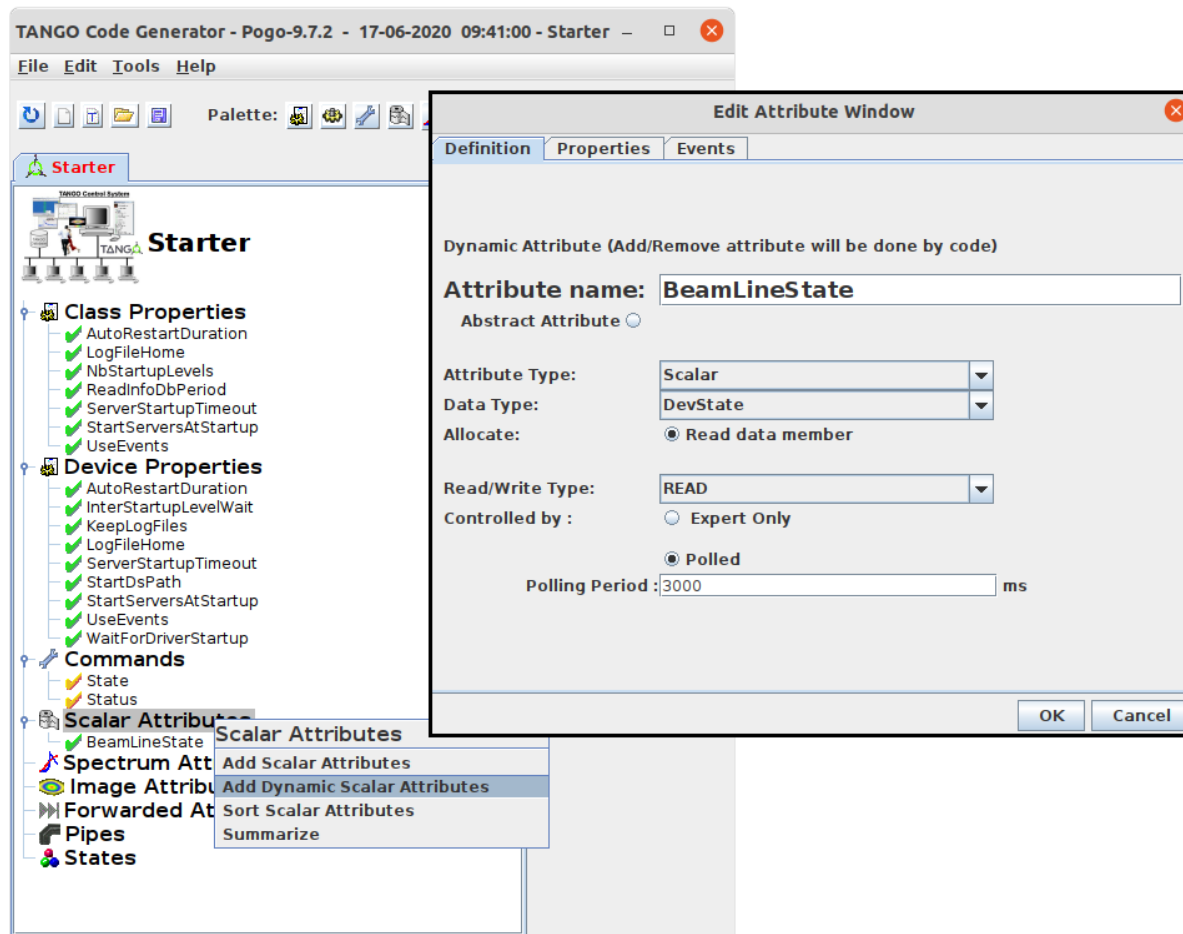 TANGO Code Generator - Pogo-9.7.2 - 17-06-2020 09:41:00 - Starter
File Edit Tools Help
Palette:
Starter
TANGO Control System
TANGO
Starter
Class Properties
AutoRestartDuration
LogFileHome
NbStartupLevels
ReadInfoDbPeriod
ServerStartupTimeout
StartServersAtStartup
UseEvents
Device Properties
AutoRestartDuration
InterStartupLevelWait
KeepLogFiles
LogFileHome
ServerStartupTimeout
StartDsPath
StartServersAtStartup
UseEvents
WaitForDriverStartup
Commands
State
Status
Scalar Attributes
BeamLineState
Spectrum Att
Image Attribu
Forwarded At
Pipes
States
Scalar Attributes
Add Scalar Attributes
Add Dynamic Scalar Attributes
Sort Scalar Attributes
Summarize
Edit Attribute Window
Definition Properties Events
Dynamic Attribute (Add/Remove attribute will be done by code)
Attribute name: BeamLineState
Abstract Attribute
Attribute Type: Scalar
Data Type: DevState
Allocate: Read data member
Read/Write Type: READ
Controlled by : Expert Only
Polled
Polling Period : 3000 ms
OK Cancel